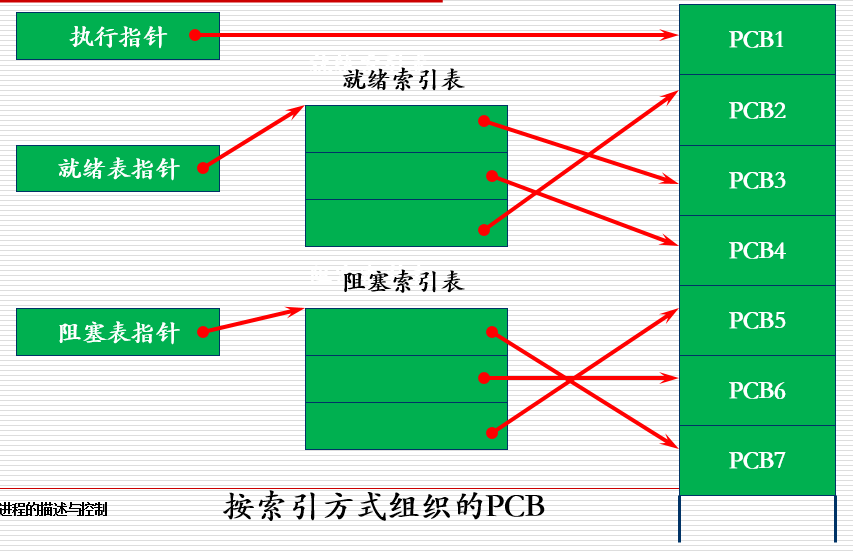 执行指针
PCB1
就绪索引表
PCB2
就绪表指针
PCB3
PCB4
阻塞索引表
PCB5
阻塞表指针
PCB6
PCB7
按索引方式组织的PCB
进程的描述与控制